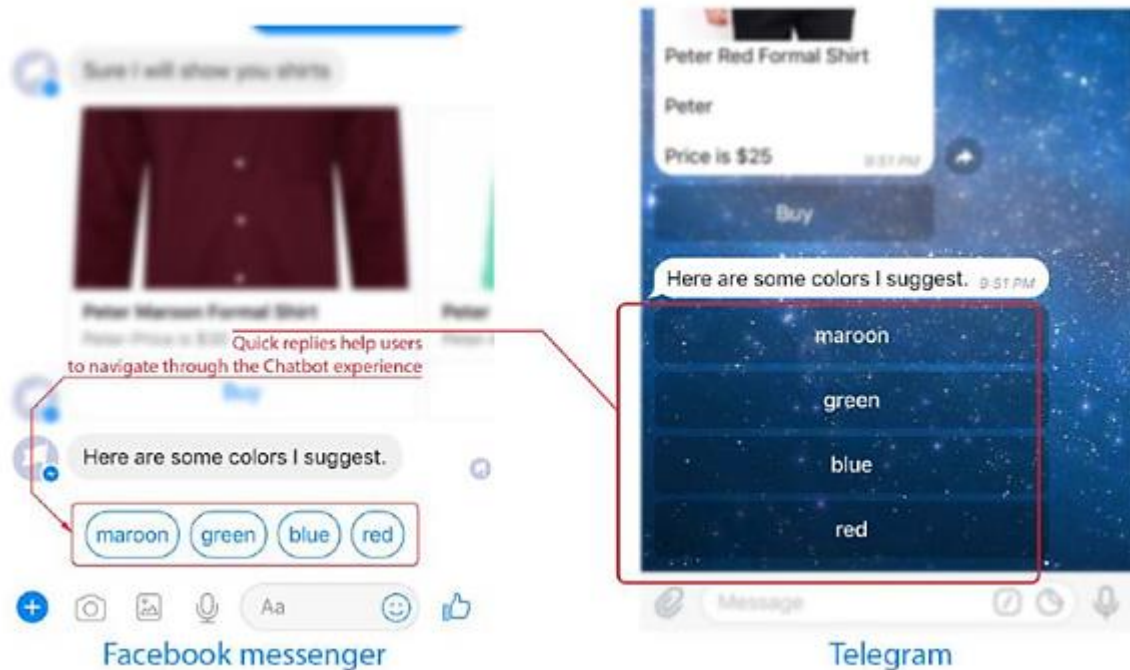 Sure I will show you shirts
Peter Maroon Formal Shirt
Peter
Quick replies help users
to navigate through the Chatbot experience
Buy
Here are some colors I suggest.
maroon green blue red
Aa
Facebook messenger
Peter Red Formal Shirt
Peter
Price is $25 9:51 PM
Buy
Here are some colors I suggest. 9:51 PM
maroon
green
blue
red
Message
Telegram